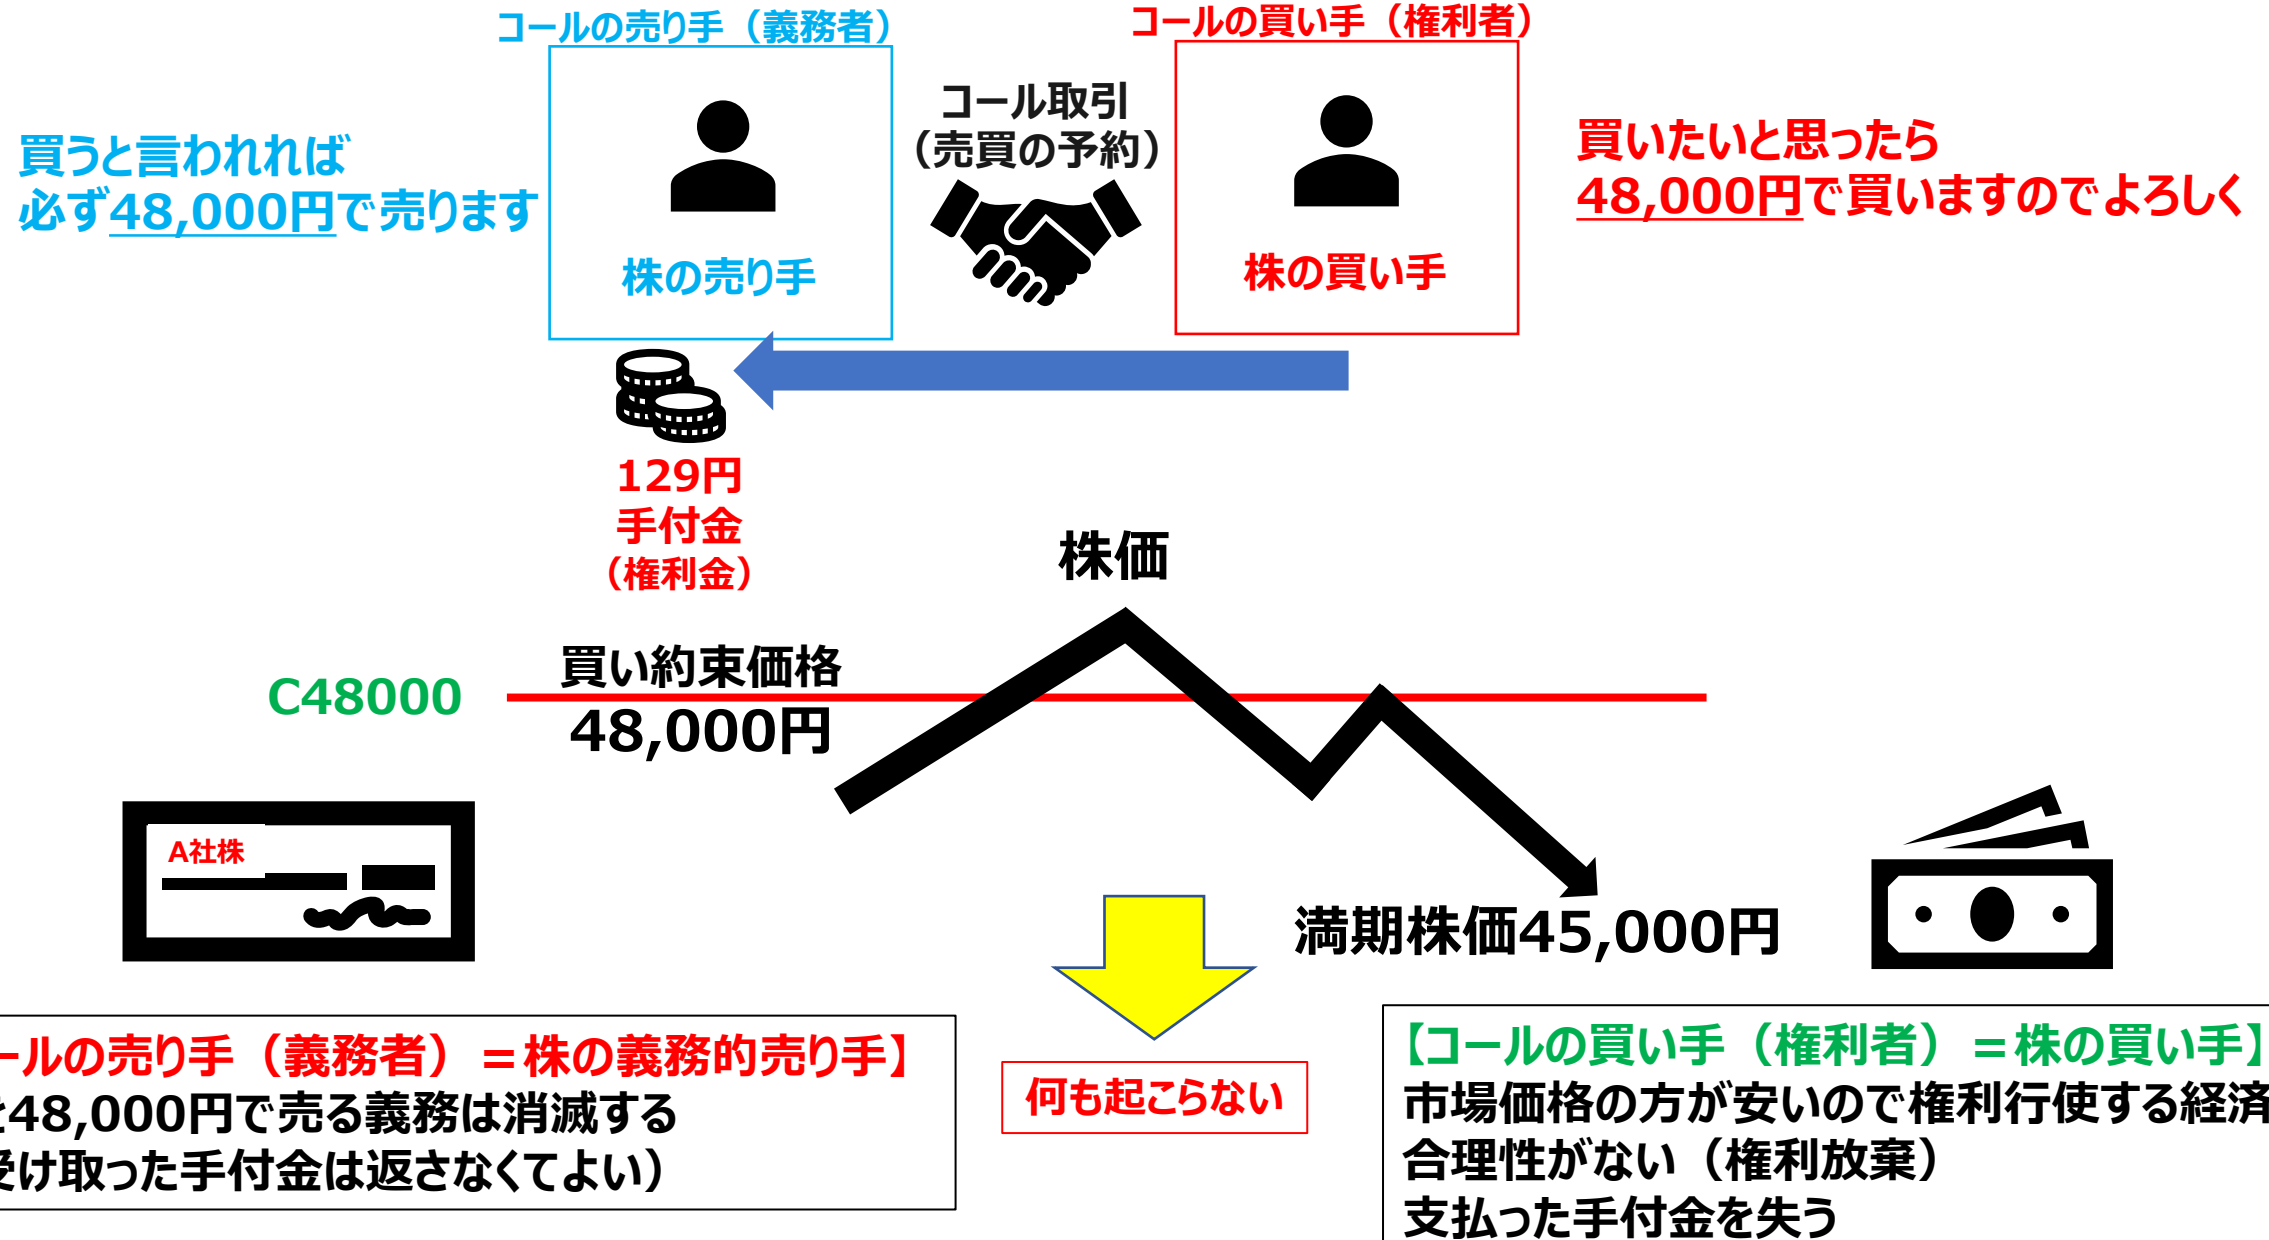 コールの売り手（義務者）
コールの買い手（権利者）
買うと言われれば
必ず48,000円で売ります
株の売り手
コール取引
（売買の予約）
株の買い手
買いたいと思ったら
48,000円で買いますのでよろしく
129円
手付金
（権利金）
株価
C48000
買い約束価格
48,000円
A社株
満期株価45,000円
ールの売り手（義務者）＝株の義務的売り手】
を48,000円で売る義務は消滅する
受け取った手付金は返さなくてよい）
何も起こらない
【コールの買い手（権利者）＝株の買い手】
市場価格の方が安いので権利行使する経済
合理性がない（権利放棄）
支払った手付金を失う